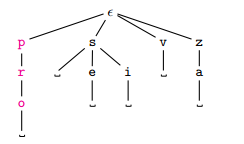 ϵ
p s v z
r ␣ e i ␣ a
o ␣ ␣ ␣
␣